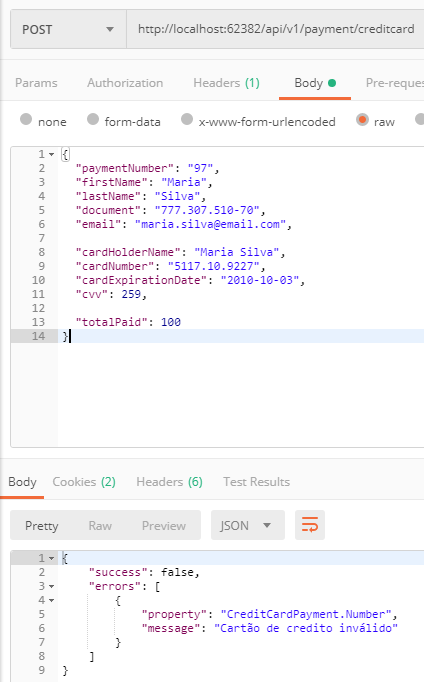 POST http://localhost:62382/api/v1/payment/creditcard
Params Authorization Headers (1) Body Pre-reques
none form-data x-www-form-urlencoded raw
1 {
2 "paymentNumber": "97",
3 "firstName": "Maria",
4 "lastName": "Silva",
5 "document": "777.307.510-70",
6 "email": "maria.silva@email.com",
7
8 "cardHolderName": "Maria Silva",
9 "cardNumber": "5117.10.9227",
10 "cardExpirationDate": "2010-10-03",
11 "cvv": 259,
12
13 "totalPaid": 100
14 }
Body Cookies (2) Headers (6) Test Results
Pretty Raw Preview JSON
1 {
2 "success": false,
3 "errors": [
4 {
5 "property": "CreditCardPayment.Number",
6 "message": "Cartão de credito inválido"
7 }
8 ]
9 }